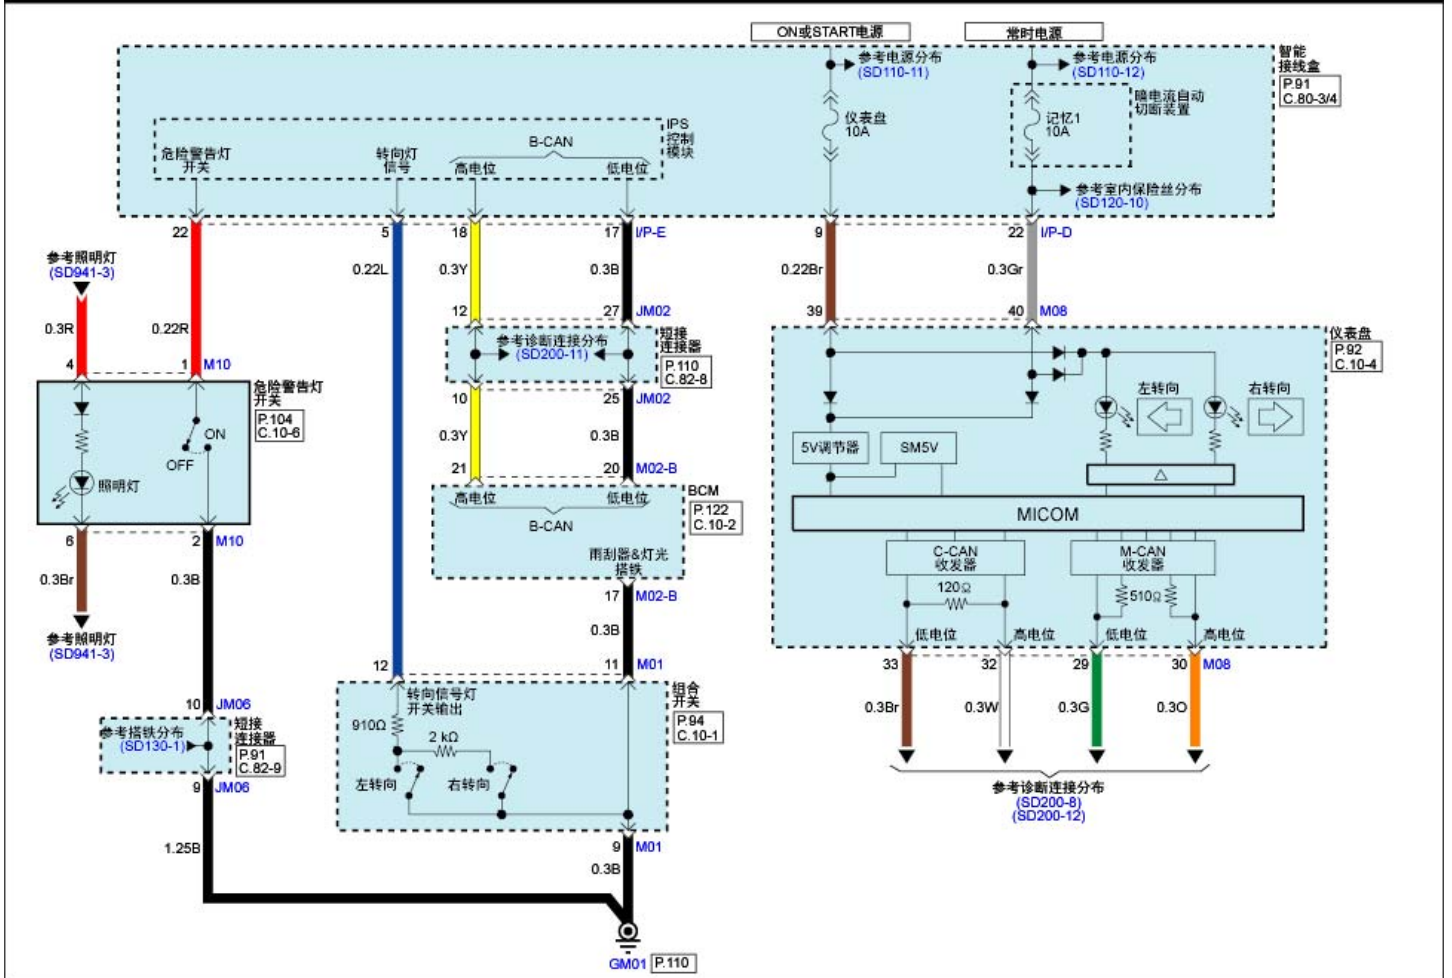 ON或START电源
常时电源
参考电源分布
(SD110-11)
参考电源分布
(SD110-12)
智能
接线盒
P.91
C.80-3/4
仪表盘
10A
记忆1
10A
暗电流自动
切断装置
IPS
控制
模块
危险警告灯
开关
转向灯
信号
B-CAN
高电位
低电位
参考室内保险丝分布
(SD120-10)
22
5
18
17
I/P-E
9
22
I/P-D
参考照明灯
(SD941-3)
0.3R
0.22R
0.22L
0.3Y
0.3B
0.22Br
0.3Gr
12
27
JM02
39
40
M08
4
1
M10
参考诊断连接分布
(SD200-11)
短接
连接器
P.110
C.82-8
仪表盘
P.92
C.10-4
危险警告灯
开关
P.104
C.10-6
ON
OFF
照明灯
10
25
JM02
0.3Y
0.3B
21
20
M02-B
左转向
右转向
5V调节器
SM5V
△
MICOM
高电位
低电位
B-CAN
BCM
P.122
C.10-2
雨刮器&灯光
搭铁
6
2
M10
0.3Br
0.3B
17
M02-B
0.3B
C-CAN
收发器
M-CAN
收发器
120Ω
510Ω
低电位
高电位
低电位
高电位
参考照明灯
(SD941-3)
12
11
M01
33
32
29
30
M08
0.3Br
0.3W
0.3G
0.3O
转向信号灯
开关输出
910Ω
2 kΩ
左转向
右转向
组合
开关
P.94
C.10-1
10
JM06
参考搭铁分布
(SD130-1)
短接
连接器
P.91
C.82-9
9
JM06
参考诊断连接分布
(SD200-8)
(SD200-12)
1.25B
9
M01
0.3B
GM01
P.110